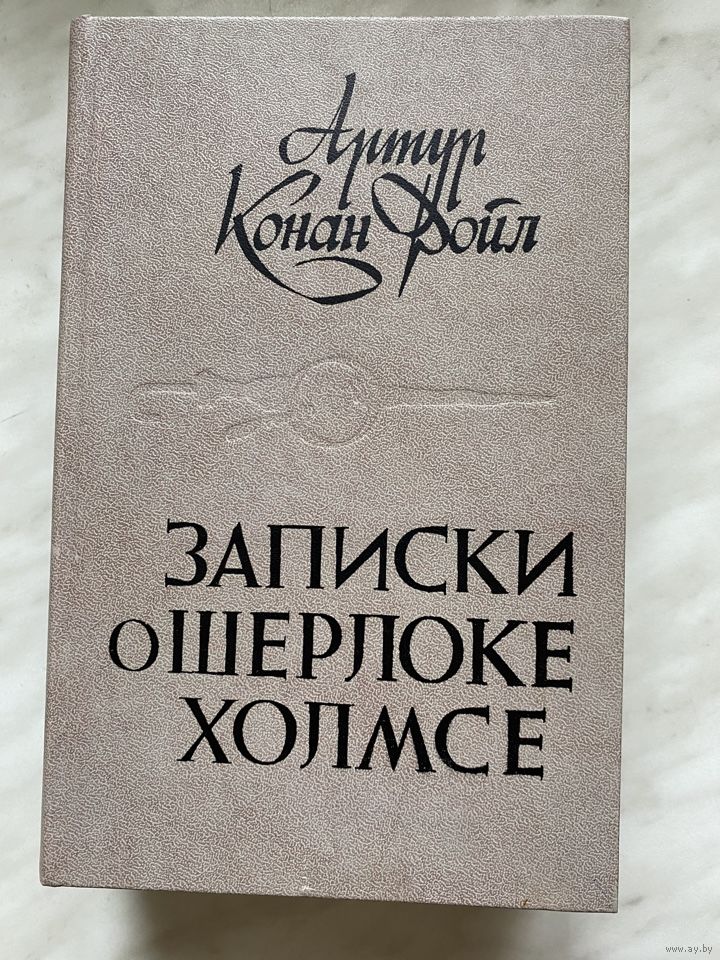 Артур
Конан Дойл
ЗАПИСКИ
О ШЕРЛОКЕ
ХОЛМСЕ
www.ay.by